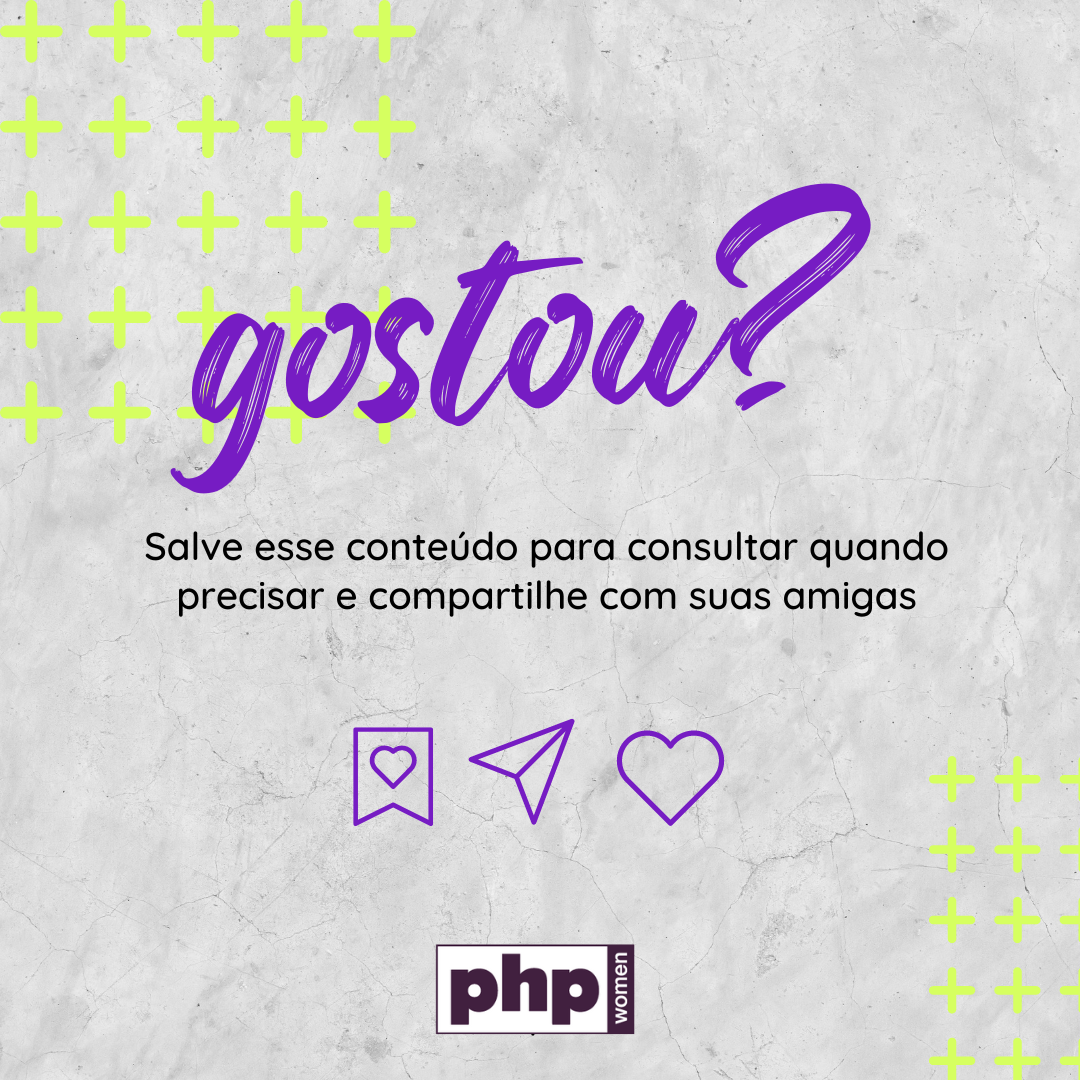 gostou?
Salve esse conteúdo para consultar quando
precisar e compartilhe com suas amigas
php
women